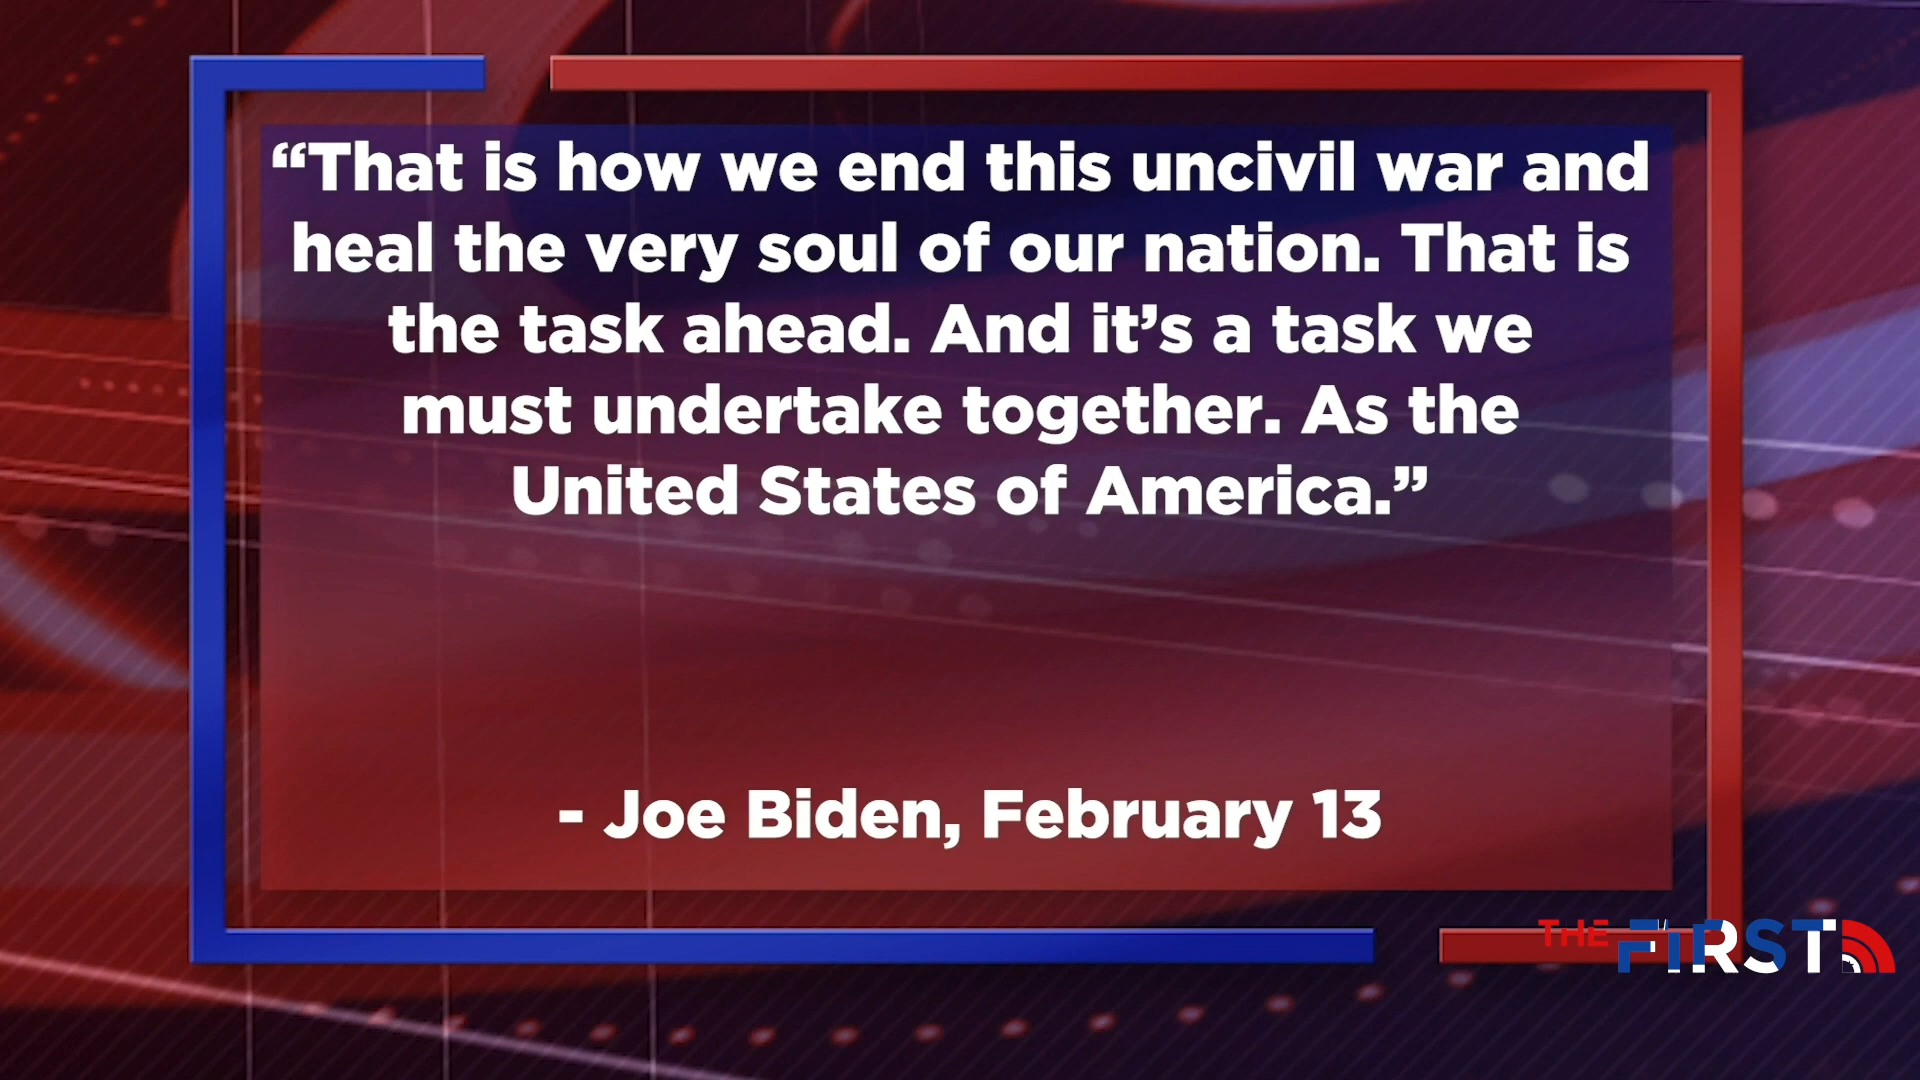 “That is how we end this uncivil war and
heal the very soul of our nation. That is
the task ahead. And it’s a task we
must undertake together. As the
United States of America.”
- Joe Biden, February 13
THE FIRST